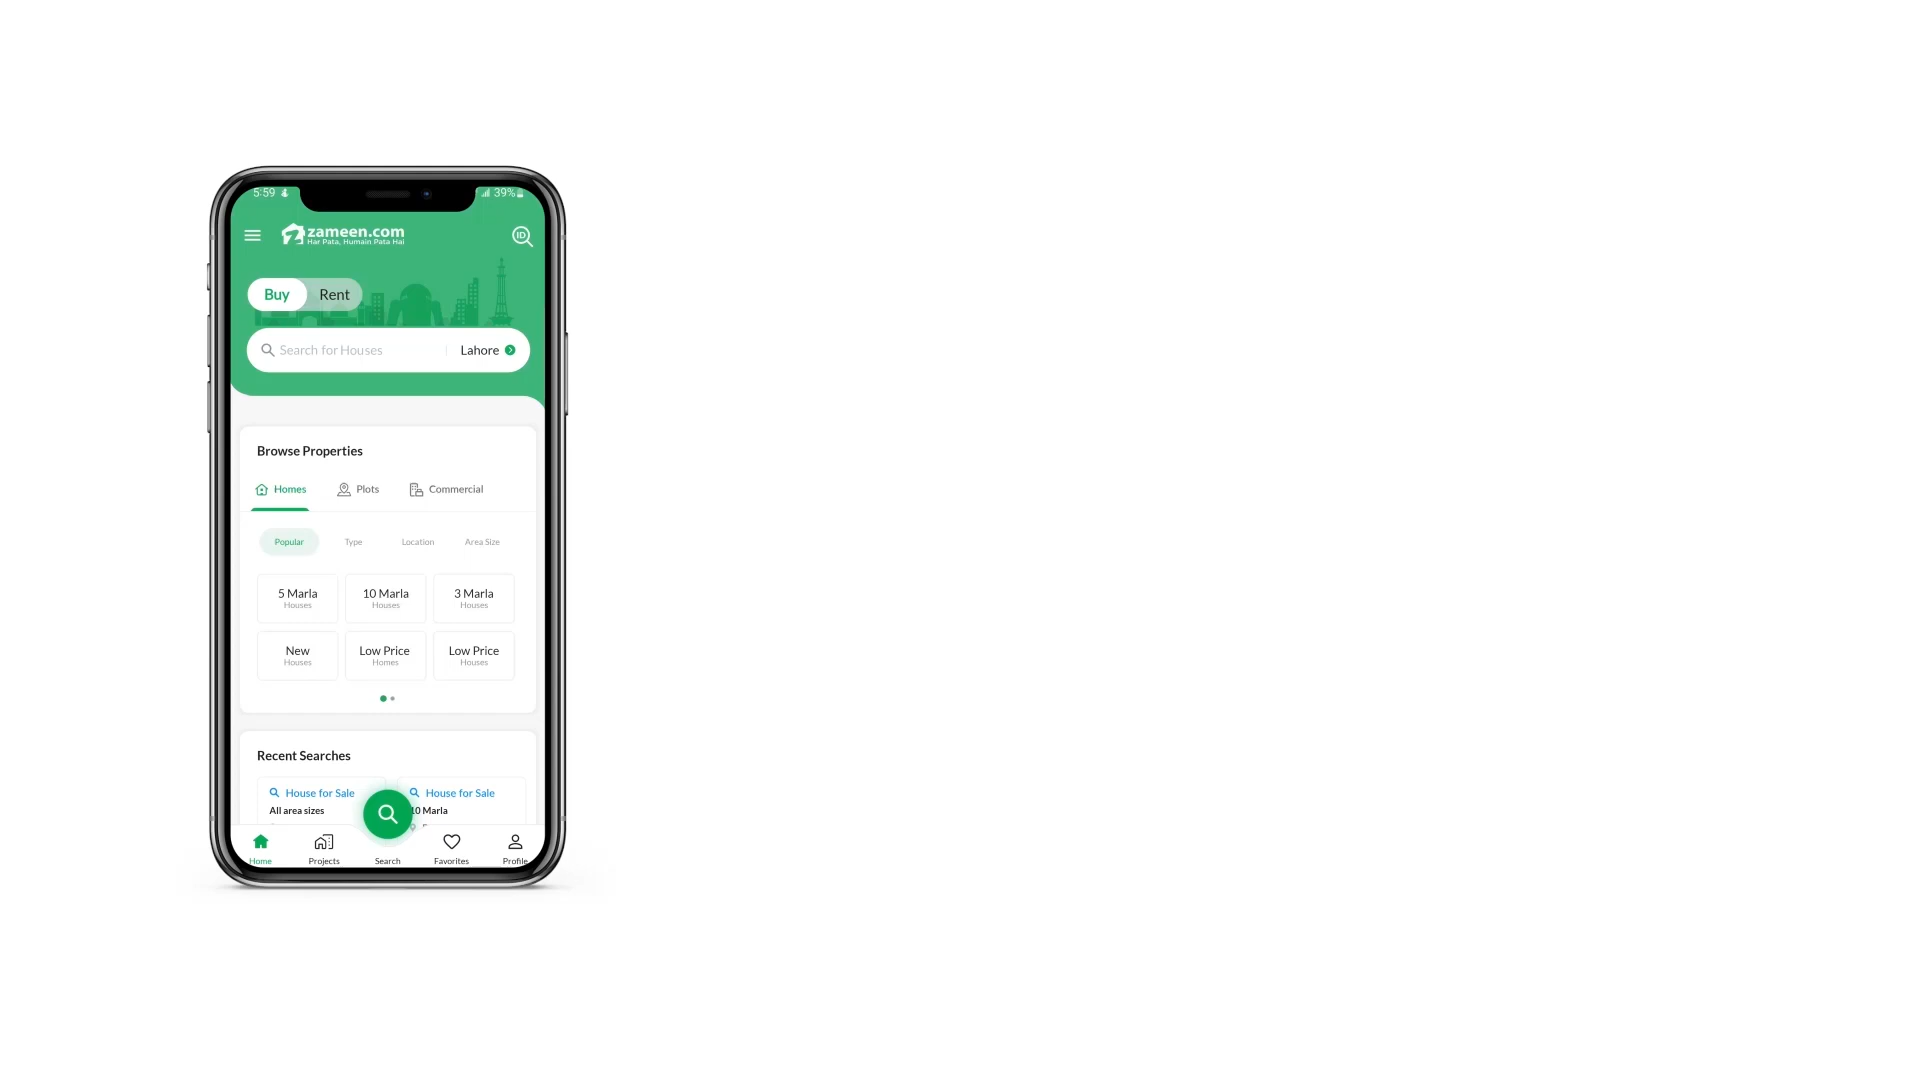 5:59
39%
zameen.com
Har Pata, Humain Pata Hai
ID
Buy
Rent
Search for Houses
Lahore
Browse Properties
Homes
Plots
Commercial
Popular
Type
Location
Area Size
5 Marla
Houses
10 Marla
Houses
3 Marla
Houses
New
Houses
Low Price
Homes
Low Price
Houses
Recent Searches
House for Sale
All area sizes
House for Sale
10 Marla
Home
Projects
Search
Favorites
Profile